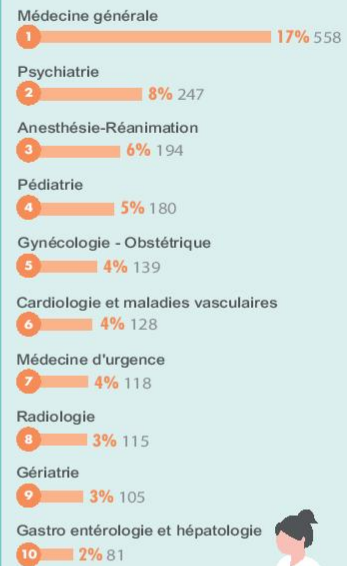 Médecine générale
1 17% 558
Psychiatrie
2 8% 247
Anesthésie-Réanimation
3 6% 194
Pédiatrie
4 5% 180
Gynécologie - Obstétrique
5 4% 139
Cardiologie et maladies vasculaires
6 4% 128
Médecine d'urgence
7 4% 118
Radiologie
8 3% 115
Gériatrie
9 3% 105
Gastro entérologie et hépatologie
10 2% 81